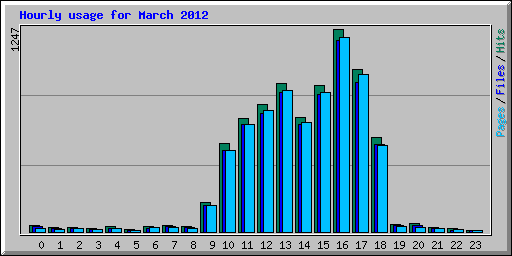 Hourly usage for March 2012
1247
Pages / Files / Hits
0 1 2 3 4 5 6 7 8 9 10 11 12 13 14 15 16 17 18 19 20 21 22 23